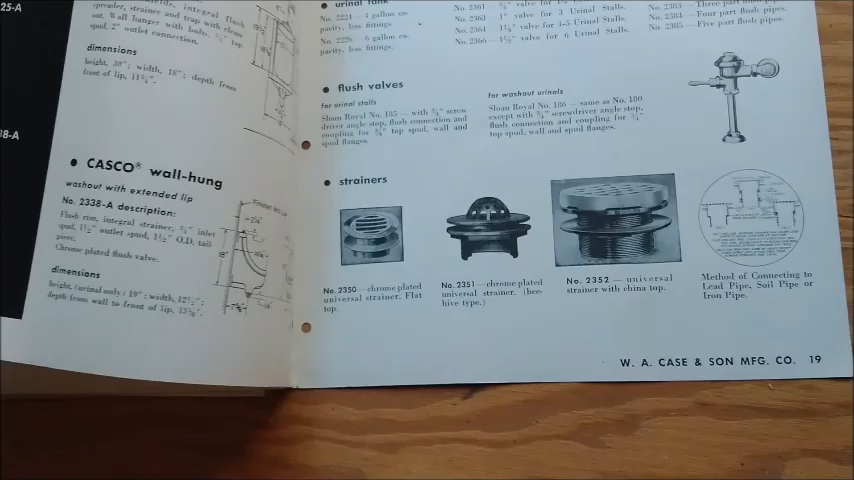 25-A
38-A
spreader, strainer and trap with clean-
out. Wall hanger with bolts.
spud. 2" outlet connection.
dimensions
height, 30"; width, 18"; depth from
front of lip,
CASCO® wall-hung
washout with extended lip
No. 2338-A description:
Flush rim, integral strainer, ¾" inlet
spud, 1½" outlet spud, 1½" O.D. tail-
piece.
Chrome plated flush valve.
dimensions
height, (urinal only) 19"; width,
depth from wall to front of lip,
urinal tank
No. 2224 — 4 gallon ca-
pacity, less fittings.
6 gallon ca-
pacity, less fittings.
No. 2361
No. 2363 1" valve for 3 Urinal Stalls.
No. 2364 1¼" valve for 4-5 Urinal Stalls.
No. 2366 — 1½" valve for 6 Urinal Stalls.
No. 2383 — Three part flush pipes.
No. 2384 — Four part flush pipes.
No. 2385 — Five part flush pipes.
flush valves
for urinal stalls
Sloan Royal No. 185 — with ¾" screw
driver angle stop, flush connection and
coupling for ¾" top spud, wall and
spud flanges.
for washout urinals
Sloan Royal No. 186 — same as No. 180
except with ¾" screwdriver angle stop,
flush connection and coupling for ¾"
top spud, wall and spud flanges.
strainers
No. 2350 — chrome plated
universal strainer. Flat
top.
No. 2351 — chrome plated
universal strainer. (bee-
hive type.)
No. 2352 — universal
strainer with china top.
Method of Connecting to
Lead Pipe, Soil Pipe or
Iron Pipe.
W. A. CASE & SON MFG. CO. 19